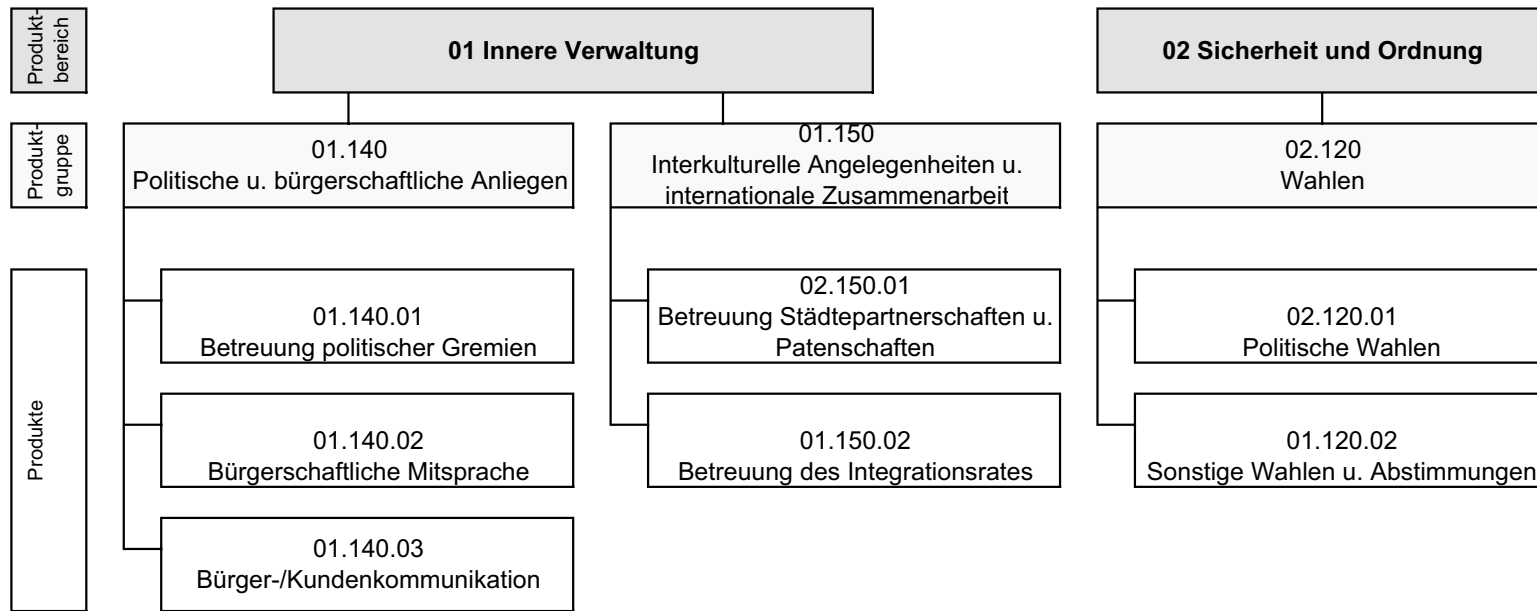 Produkt-
bereich
01 Innere Verwaltung
02 Sicherheit und Ordnung
Produkt-
gruppe
01.140
Politische u. bürgerschaftliche Anliegen
01.150
Interkulturelle Angelegenheiten u.
internationale Zusammenarbeit
02.120
Wahlen
Produkte
01.140.01
Betreuung politischer Gremien
02.150.01
Betreuung Städtepartnerschaften u.
Patenschaften
02.120.01
Politische Wahlen
01.140.02
Bürgerschaftliche Mitsprache
01.150.02
Betreuung des Integrationsrates
01.120.02
Sonstige Wahlen u. Abstimmungen
01.140.03
Bürger-/Kundenkommunikation